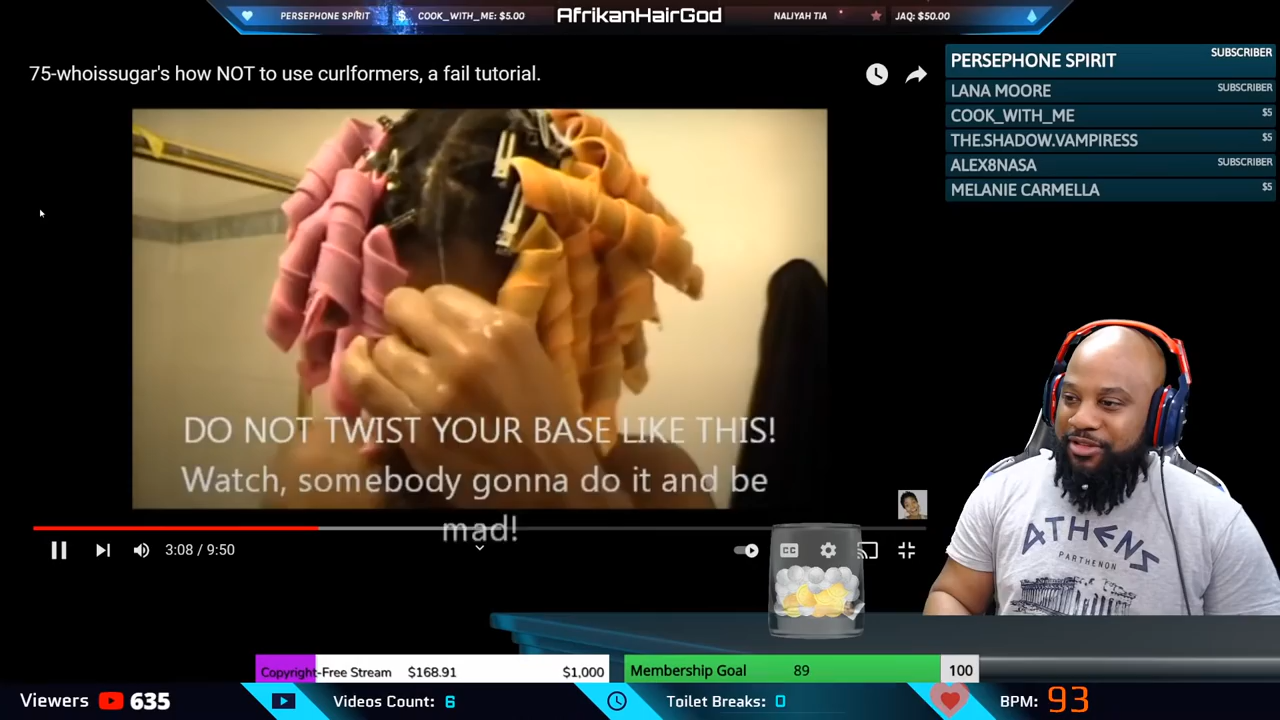 PERSEPHONE SPIRIT
$ COOK_WITH_ME: $5.00
AfrikanHairGod
NALIYAH TIA
JAQ: $50.00
75-whoissugar's how NOT to use curlformers, a fail tutorial.
PERSEPHONE SPIRIT SUBSCRIBER
LANA MOORE SUBSCRIBER
COOK_WITH_ME $5
THE.SHADOW.VAMPIRESS $5
ALEX8NASA SUBSCRIBER
MELANIE CARMELLA $5
DO NOT TWIST YOUR BASE LIKE THIS!
Watch, somebody gonna do it and be
mad!
3:08 / 9:50
CC
ATHENS
PARTHENON
Copyright-Free Stream $168.91 $1,000
Membership Goal 89 100
Viewers 635
Videos Count: 6
Toilet Breaks: 0
BPM: 93